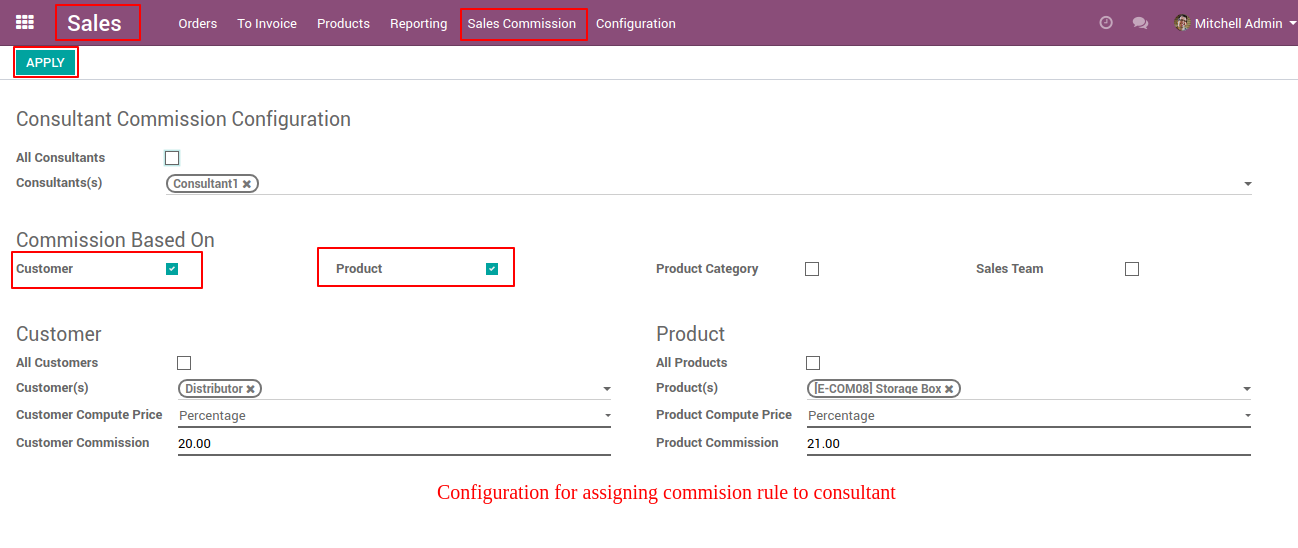 Sales Orders To Invoice Products Reporting Sales Commission Configuration Mitchell Admin
APPLY
Consultant Commission Configuration
All Consultants
Consultants(s) Consultant1 ✖
Commission Based On
Customer Product Product Category Sales Team
Customer Product
All Customers All Products
Customer(s) Distributor ✖ Product(s) [E-COM08] Storage Box ✖
Customer Compute Price Percentage Product Compute Price Percentage
Customer Commission 20.00 Product Commission 21.00
Configuration for assigning commision rule to consultant